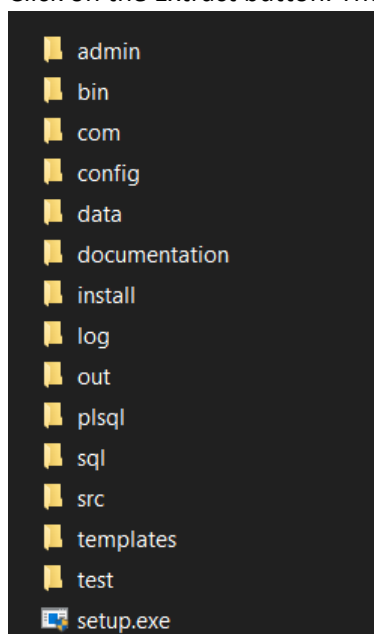 Click on the Extract button. Th
admin
bin
com
config
data
documentation
install
log
out
plsql
sql
src
templates
test
setup.exe